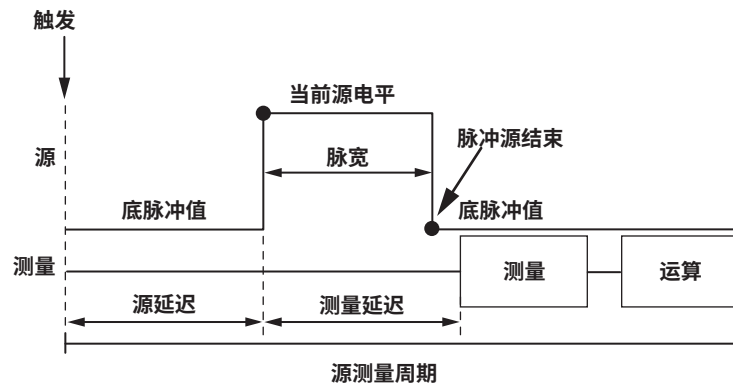 触发
当前源电平
脉冲源结束
源
脉宽
底脉冲值
底脉冲值
测量
测量
运算
源延迟
测量延迟
源测量周期